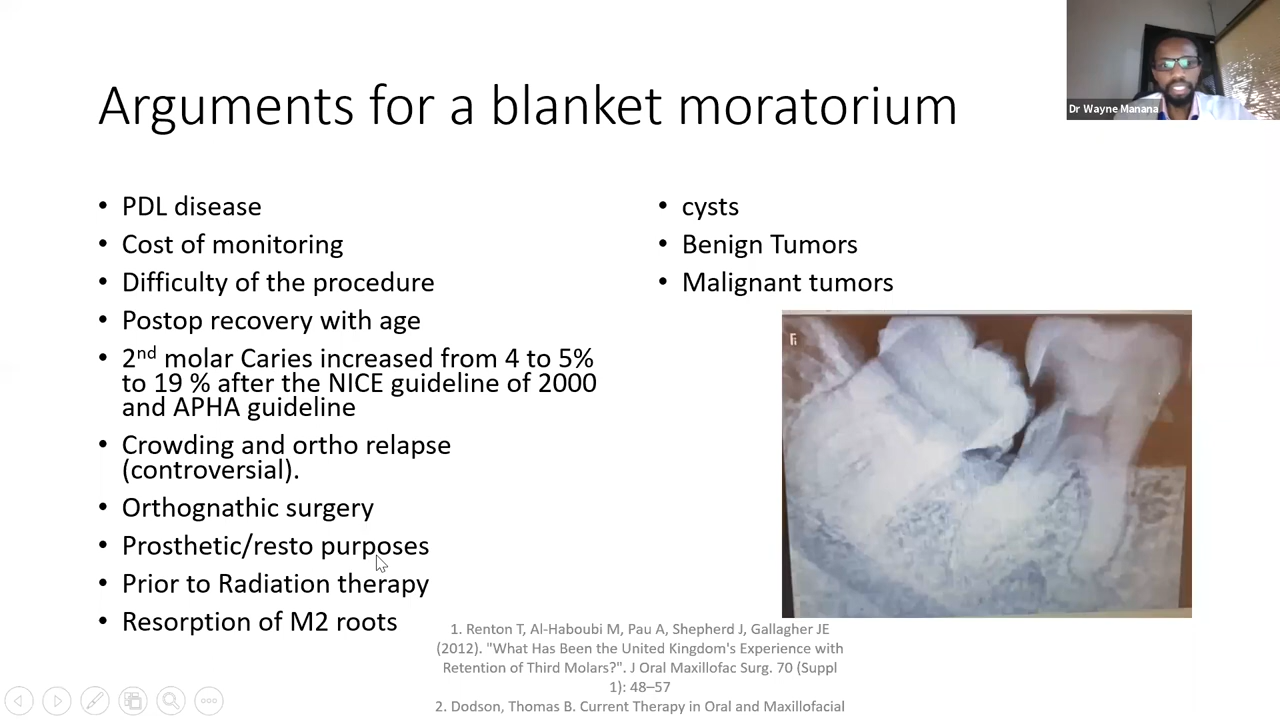 Dr Wayne Manana
Arguments for a blanket moratorium
• PDL disease
• Cost of monitoring
• Difficulty of the procedure
• Postop recovery with age
• 2nd molar Caries increased from 4 to 5%
to 19 % after the NICE guideline of 2000
and APHA guideline
• Crowding and ortho relapse
(controversial).
• Orthognathic surgery
• Prosthetic/resto purposes
• Prior to Radiation therapy
• Resorption of M2 roots
• cysts
• Benign Tumors
• Malignant tumors
1. Renton T, Al-Haboubi M, Pau A, Shepherd J, Gallagher JE
(2012). "What Has Been the United Kingdom's Experience with
Retention of Third Molars?". J Oral Maxillofac Surg. 70 (Suppl
1): 48–57
2. Dodson, Thomas B. Current Therapy in Oral and Maxillofacial